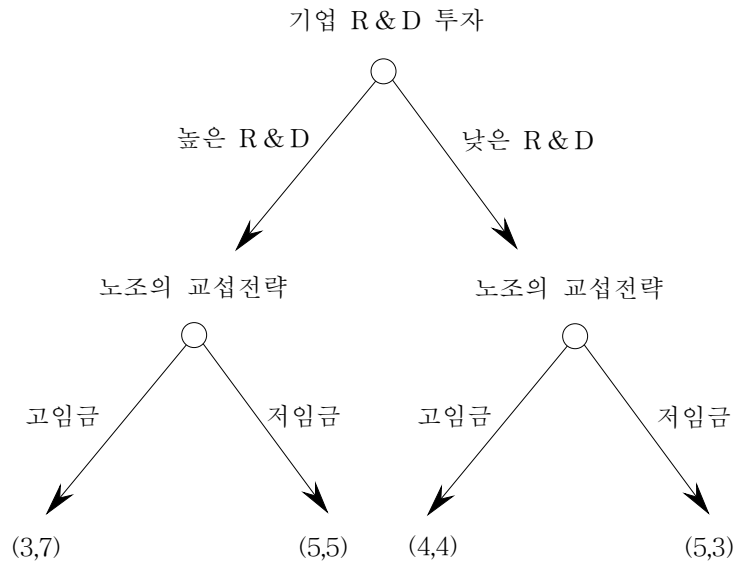 기업 R&D 투자
높은 R&D
낮은 R&D
노조의 교섭전략
노조의 교섭전략
고임금
저임금
고임금
저임금
(3,7)
(5,5)
(4,4)
(5,3)